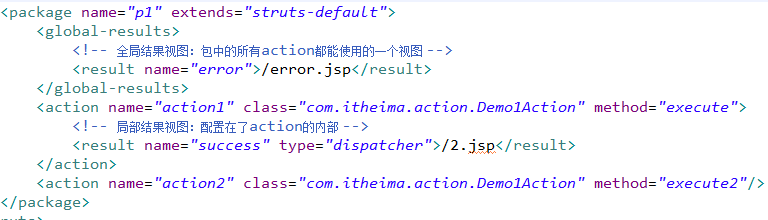 <package name="p1" extends="struts-default">
<global-results>
<!-- 全局结果视图：包中的所有action都能使用的一个视图 -->
<result name="error">/error.jsp</result>
</global-results>
<action name="action1" class="com.itheima.action.Demo1Action" method="execute">
<!-- 局部结果视图：配置在了action的内部 -->
<result name="success" type="dispatcher">/2.jsp</result>
</action>
<action name="action2" class="com.itheima.action.Demo1Action" method="execute2"/>
</package>